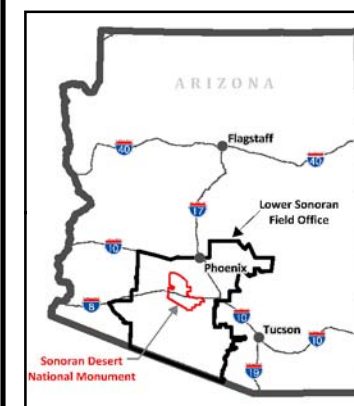 ARIZONA
Flagstaff
40
40
17
Lower Sonoran
Field Office
10
Phoenix
8
10
Tucson
10
Sonoran Desert
National Monument
19